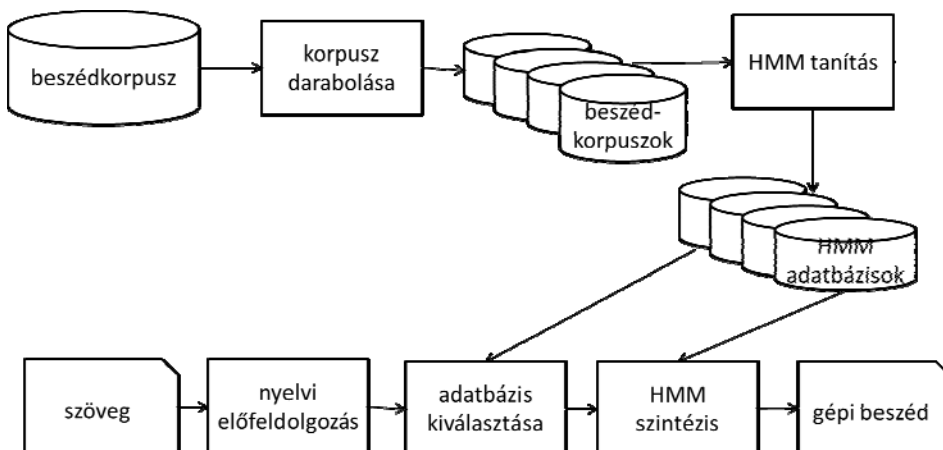 beszédkorpusz
korpusz
darabolása
beszéd-
korpuszok
HMM tanítás
HMM
adatbázisok
szöveg
nyelvi
előfeldolgozás
adatbázis
kiválasztása
HMM
szintézis
gépi beszéd